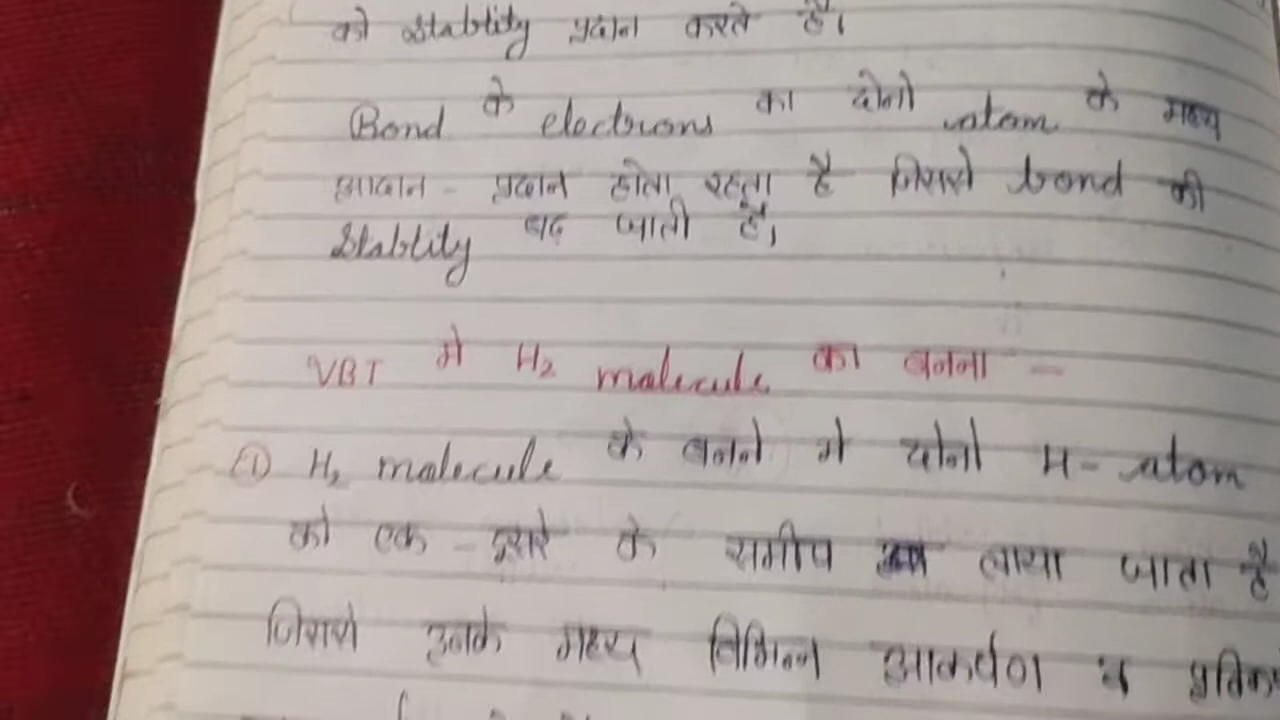 को stablity प्रदान करते है।
Bond के electrons का दोनो atom के मध्य
आदान - प्रदान होता रहता है जिससे bond की
stablity बढ जाती है।
VBT मे H₂ molecule का बनना -
① H₂ molecule के बनने मे दोनो H- atom
को एक - दूसरे के समीप लाया जाता है
जिससे उनके मध्य विभिन्न आकर्षण व